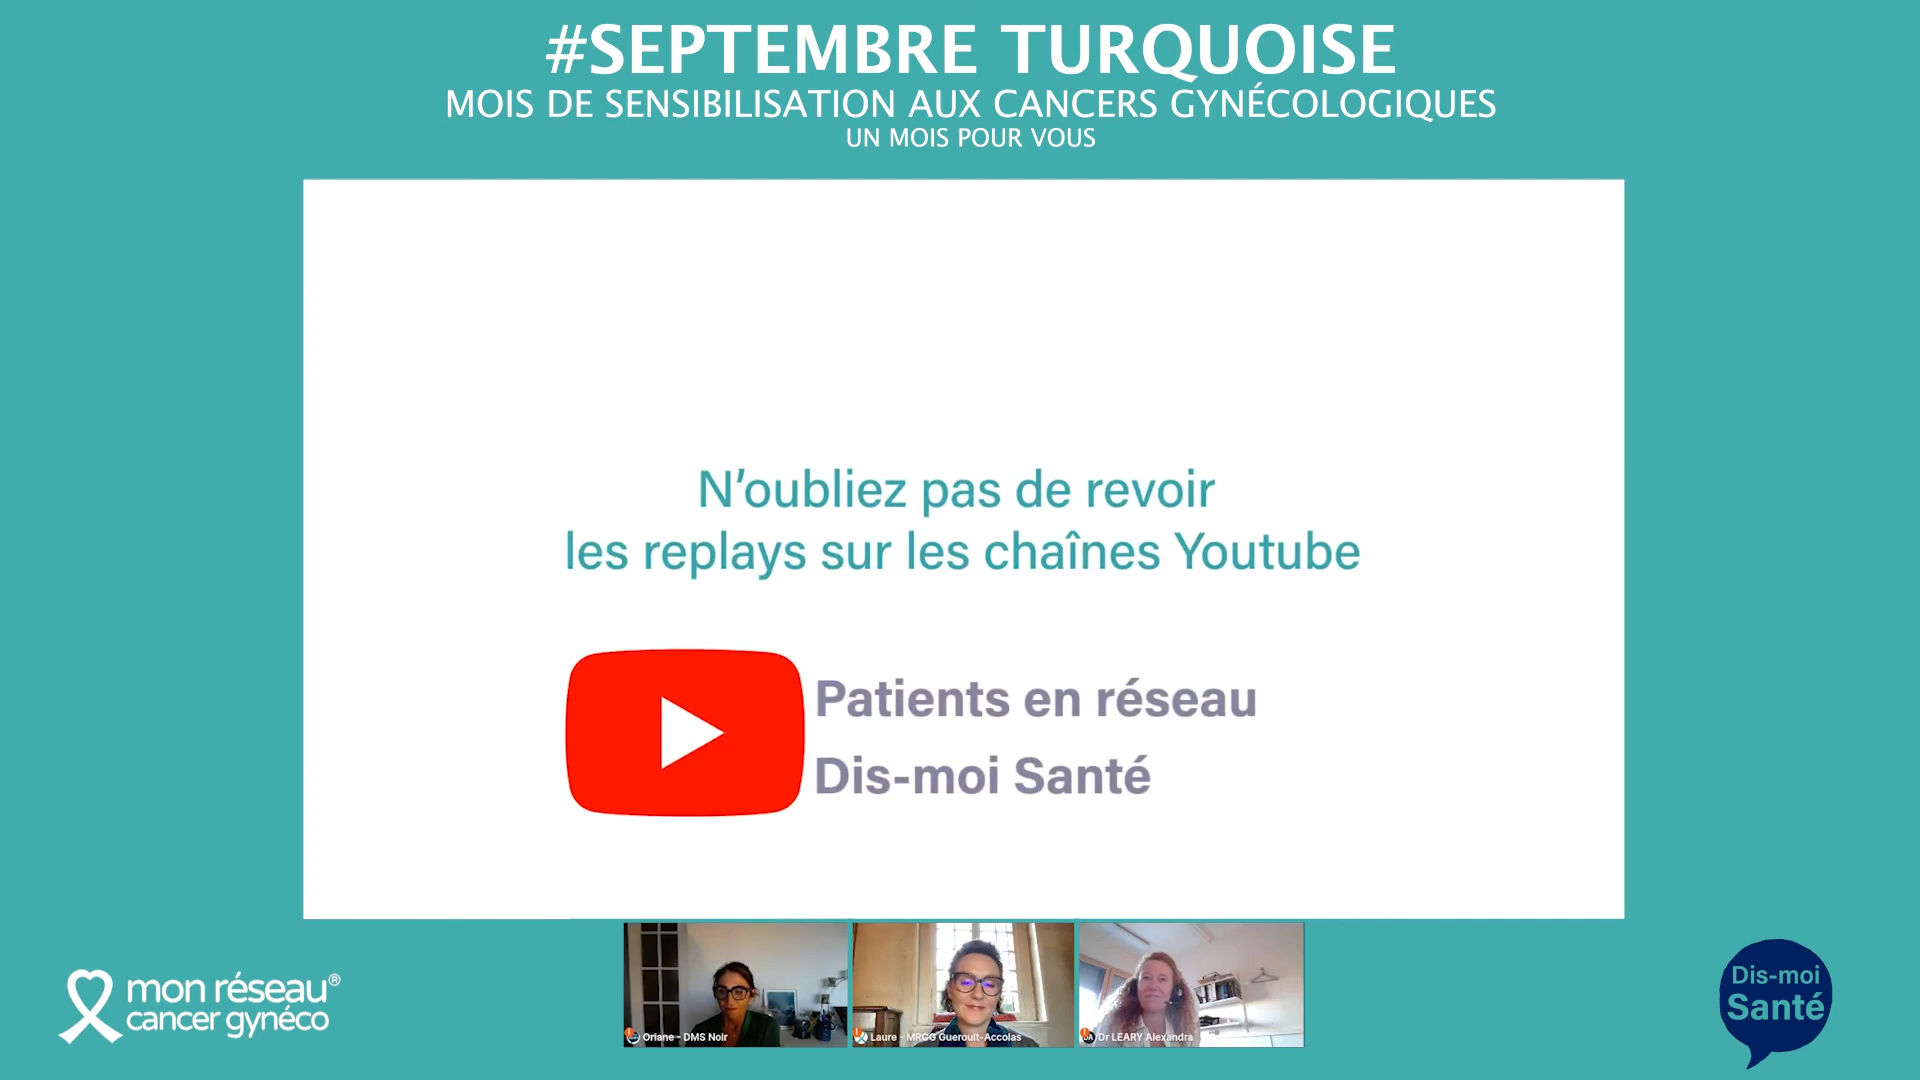 #SEPTEMBRE TURQUOISE
MOIS DE SENSIBILISATION AUX CANCERS GYNÉCOLOGIQUES
UN MOIS POUR VOUS
N'oubliez pas de revoir
les replays sur les chaînes Youtube
Patients en réseau
Dis-moi Santé
Oriane - DMS Noir
Laure - MRCG Guerouit-Accolas
Dr LEARY Alexandra
mon réseau®
cancer gynéco
Dis-moi
Santé